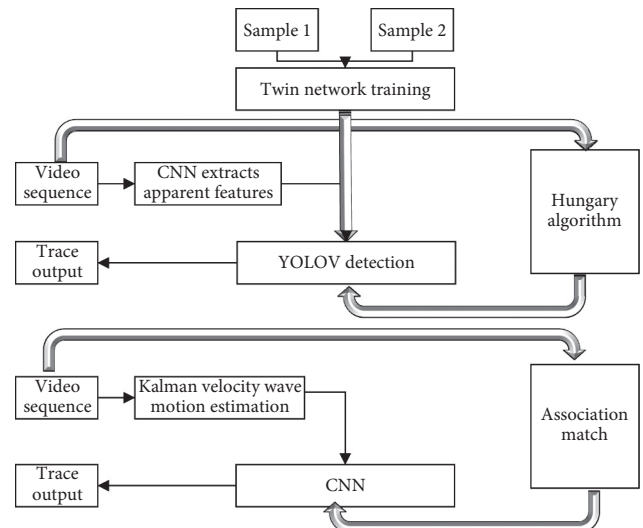 Sample 1
Sample 2
Twin network training
Video
sequence
CNN extracts
apparent features
Hungary
algorithm
Trace
output
YOLOV detection
Video
sequence
Kalman velocity wave
motion estimation
Association
match
Trace
output
CNN